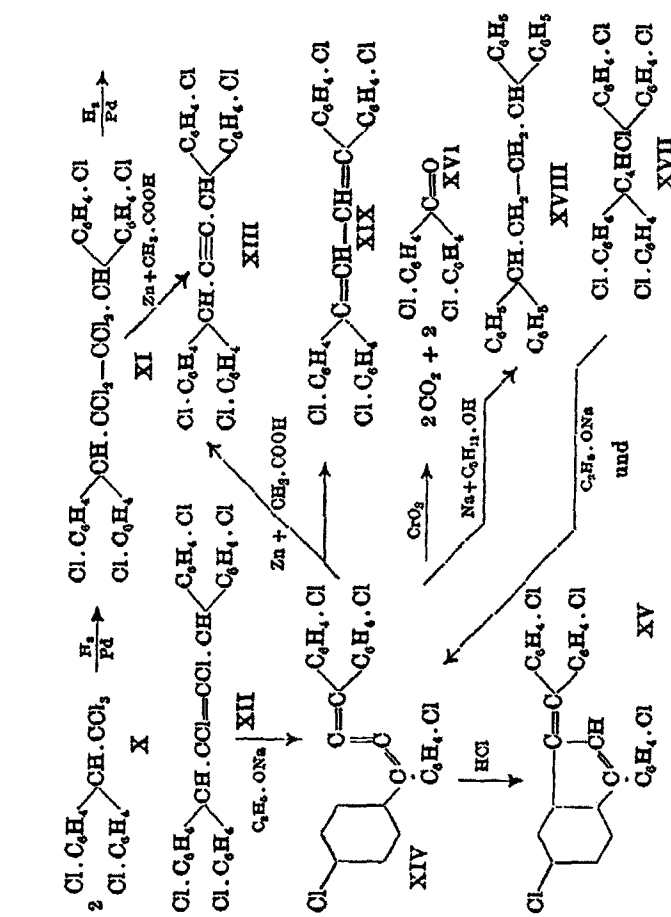 2 Cl.C₆H₄ Cl.C₆H₄ CH.CCl₃ H₂ Pd Cl.C₆H₄ Cl.C₆H₄ CH.CCl₂—CCl₂.CH C₆H₄.Cl C₆H₄.Cl H₂ Pd
X XI Zn+CH₃.COOH
Cl.C₆H₄ Cl.C₆H₄ CH.CCl=CCl.CH C₆H₄.Cl C₆H₄.Cl Cl.C₆H₄ Cl.C₆H₄ CH.C≡C.CH C₆H₄.Cl C₆H₄.Cl
XII XIII
C₂H₅.ONa Zn + CH₃.COOH
Cl C C C=C C₆H₄.Cl C₆H₄.Cl C₆H₄.Cl Cl.C₆H₄ Cl.C₆H₄ C=CH—CH=C C₆H₄.Cl C₆H₄.Cl
XIV XIX
CrO₃ 2 CO₂ + 2 Cl.C₆H₄ Cl.C₆H₄ C=O
XVI
HCl Na+C₅H₁₁.OH C₆H₅ C₆H₅ CH.CH₂—CH₂.CH C₆H₅ C₆H₅
XVIII
Cl C=C C₆H₄.Cl C₆H₄.Cl CH C C₆H₄.Cl C₂H₅.ONa Cl.C₆H₄ Cl.C₆H₄ C₄HCl C₆H₄.Cl C₆H₄.Cl
XV und XVII